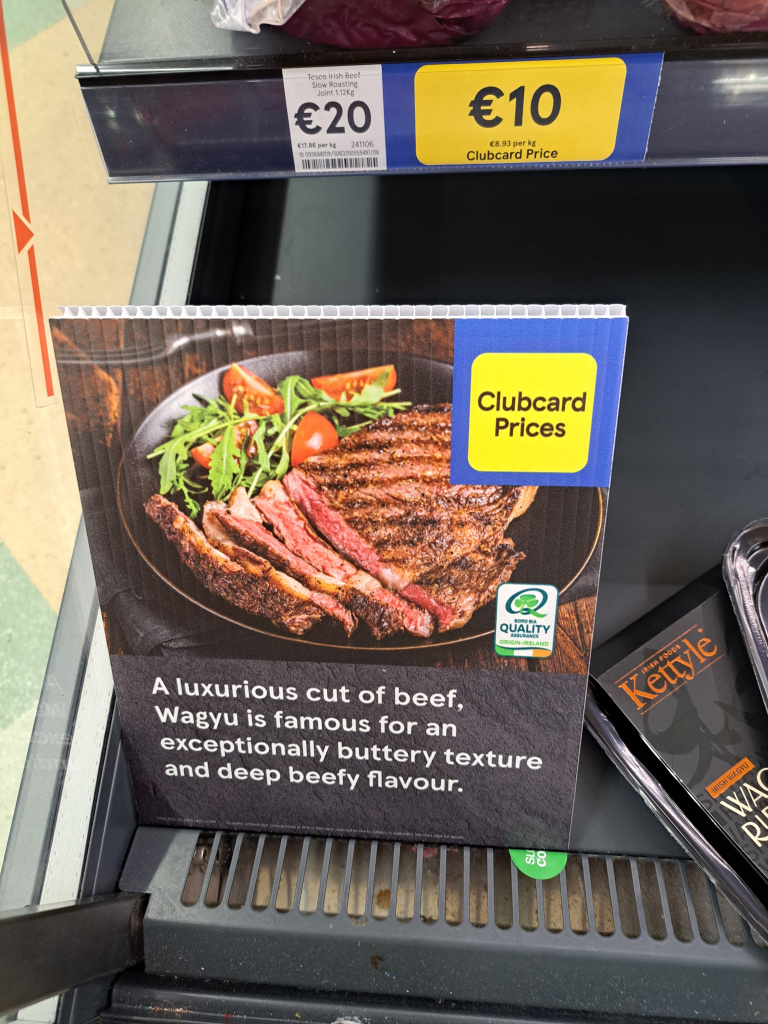 Tesco Irish Beef
Slow Roasting
Joint 1.12Kg
€20
€17.86 per kg 241106
€10
€8.93 per kg
Clubcard Price
Clubcard
Prices
BORD BIA
QUALITY
ASSURANCE
ORIGIN-IRELAND
A luxurious cut of beef,
Wagyu is famous for an
exceptionally buttery texture
and deep beefy flavour.
IRISH FOODS
Kettyle
IRISH WAGYU